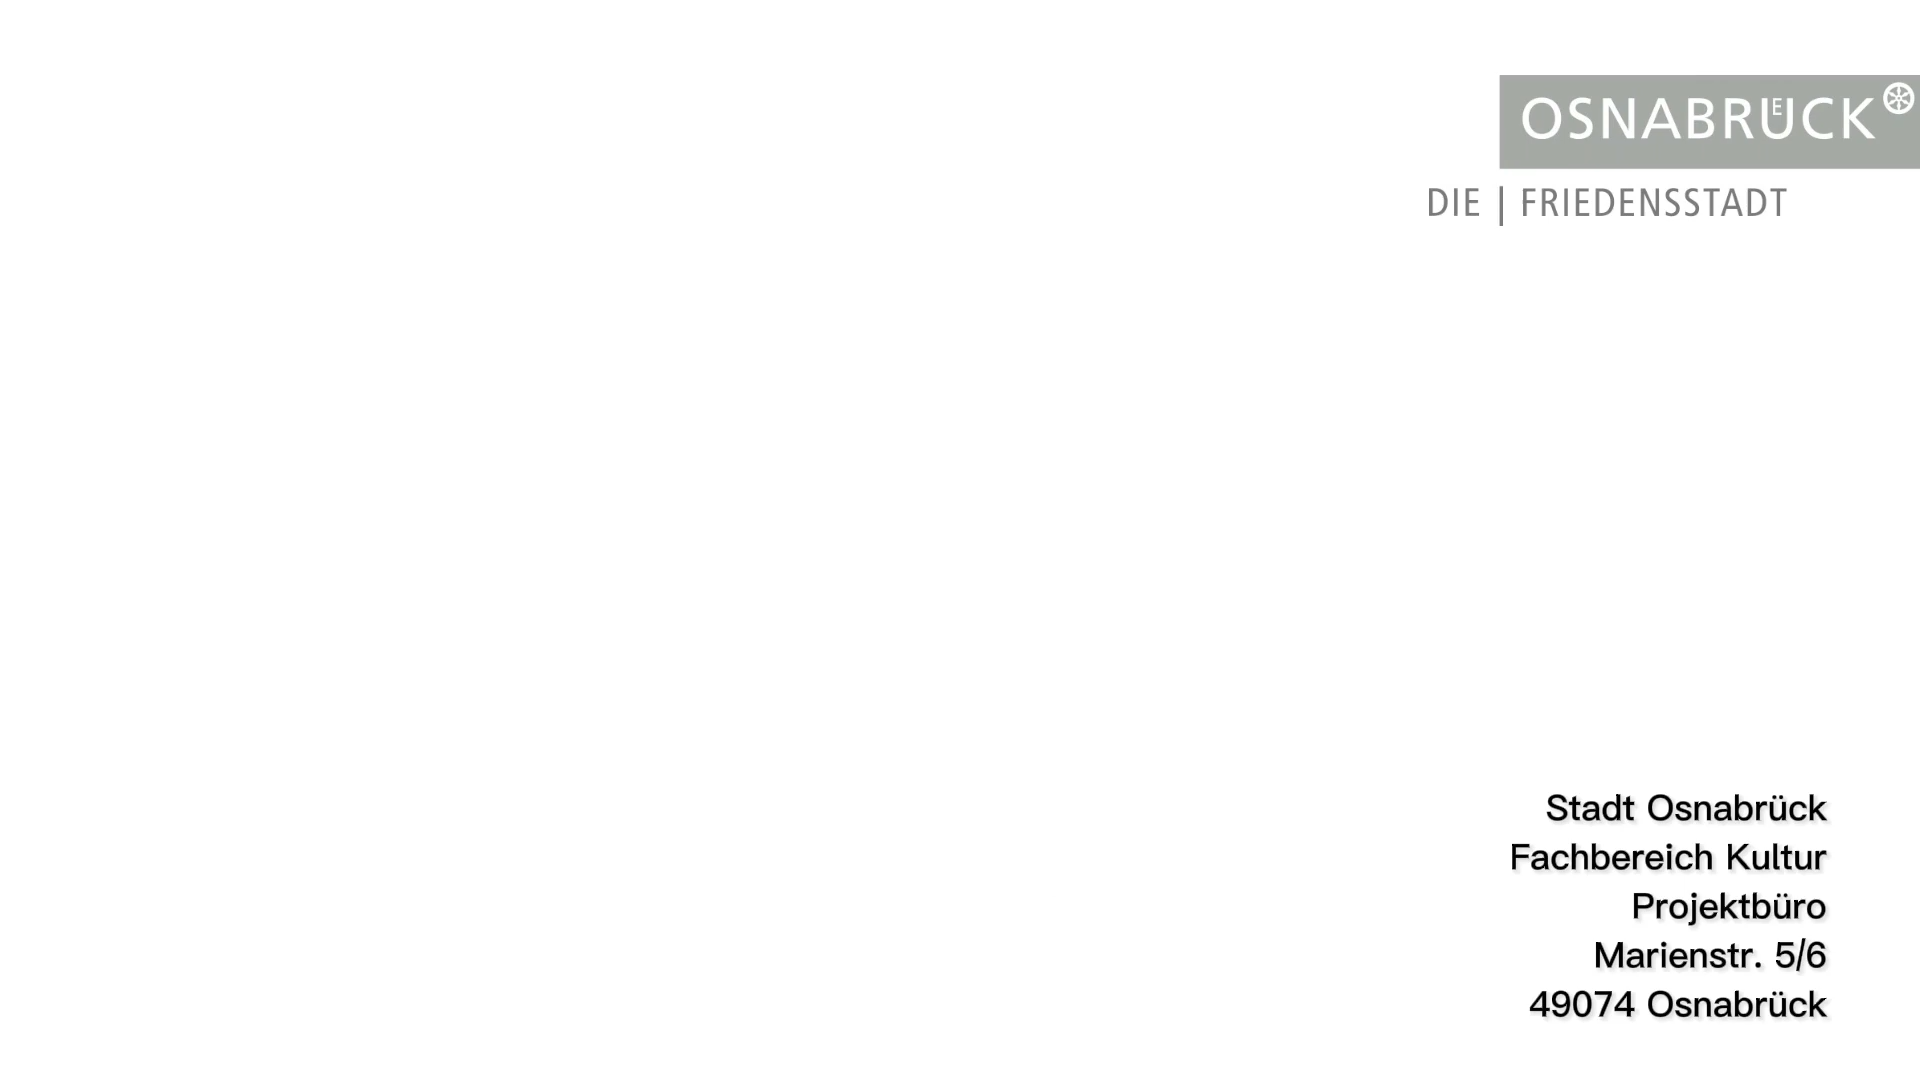 OSNABRÜCK
DIE | FRIEDENSSTADT
Stadt Osnabrück
Fachbereich Kultur
Projektbüro
Marienstr. 5/6
49074 Osnabrück